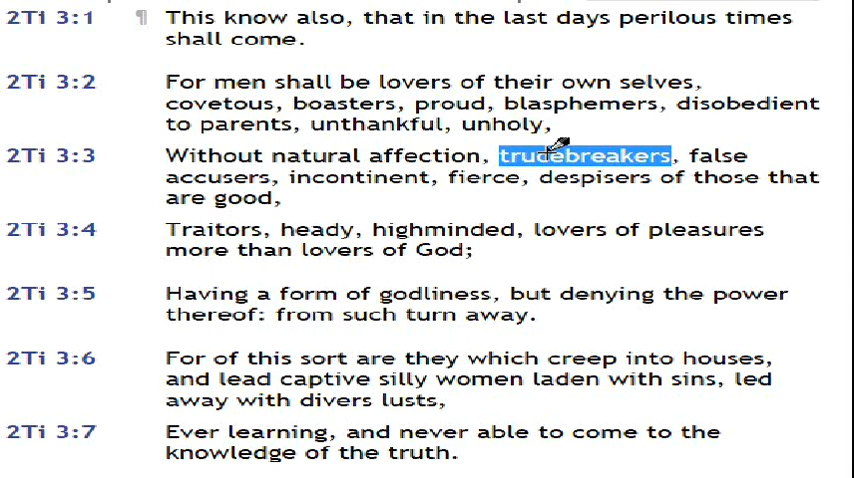 2Ti 3:1 ¶ This know also, that in the last days perilous times
shall come.
2Ti 3:2 For men shall be lovers of their own selves,
covetous, boasters, proud, blasphemers, disobedient
to parents, unthankful, unholy,
2Ti 3:3 Without natural affection, trucebreakers, false
accusers, incontinent, fierce, despisers of those that
are good,
2Ti 3:4 Traitors, heady, highminded, lovers of pleasures
more than lovers of God;
2Ti 3:5 Having a form of godliness, but denying the power
thereof: from such turn away.
2Ti 3:6 For of this sort are they which creep into houses,
and lead captive silly women laden with sins, led
away with divers lusts,
2Ti 3:7 Ever learning, and never able to come to the
knowledge of the truth.